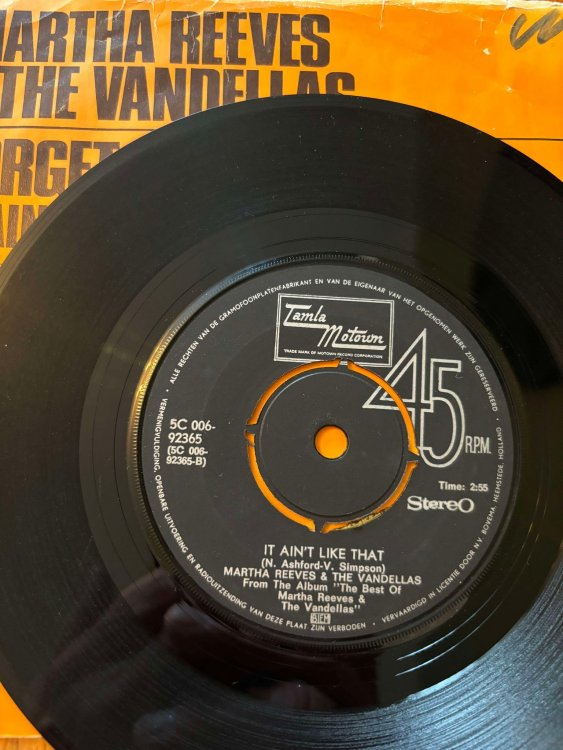 MARTHA REEVES
THE VANDELLAS
ALLE RECHTEN VAN DE GRAMOFOONPLATENFABRIKANT EN VAN DE EIGENAAR VAN HET OPGENOMEN WERK ZIJN GERESERVEERD
VERMENIGVULDIGING, OPENBARE UITVOERING EN RADIOUITZENDING VAN DEZE PLAAT ZIJN VERBODEN
VERVAARDIGD IN LICENTIE DOOR N.V. BOVEMA, HEEMSTEDE, HOLLAND
Tamla
Motown
TRADE MARK OF MOTOWN RECORD CORPORATION
45
R.P.M.
5C 006-
92365
(5C 006-
92365-B)
Time: 2:55
Stereo
IT AIN'T LIKE THAT
(N. Ashford-V. Simpson)
MARTHA REEVES & THE VANDELLAS
From The Album "The Best Of
Martha Reeves &
The Vandellas"
BIEM